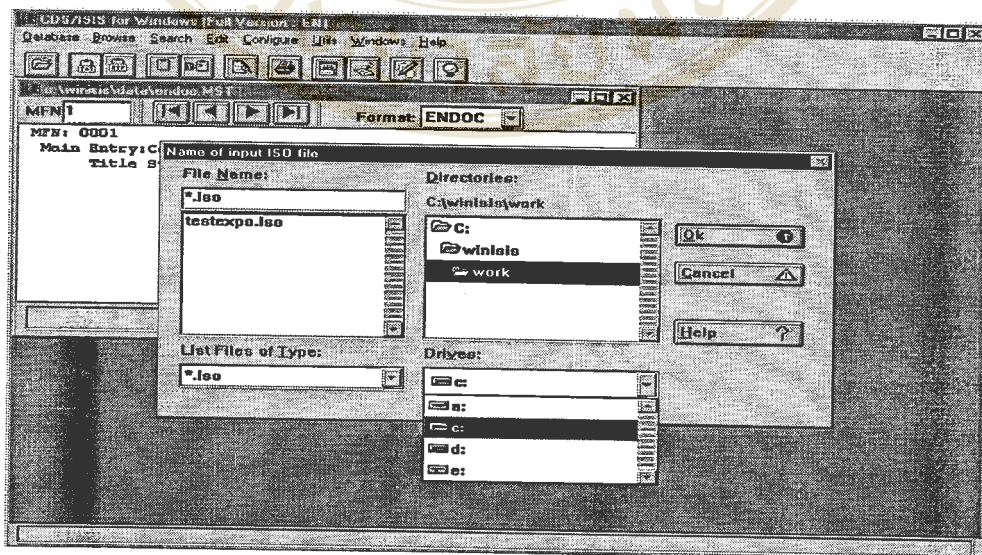 CDS/ISIS for Windows (Full Version - EN)
Database Browse Search Edit Configure Utils Windows Help
c:\winisis\data\endoc.MST
MFN 1
Format: ENDOC
MFN: 0001
Main Entry:C
Title S
Name of input ISO file
File Name:
*.iso
testexpo.iso
List Files of Type:
*.iso
Directories:
C:\winisis\work
C:
winisis
work
Drives:
c:
a:
c:
d:
e:
Ok
Cancel
Help